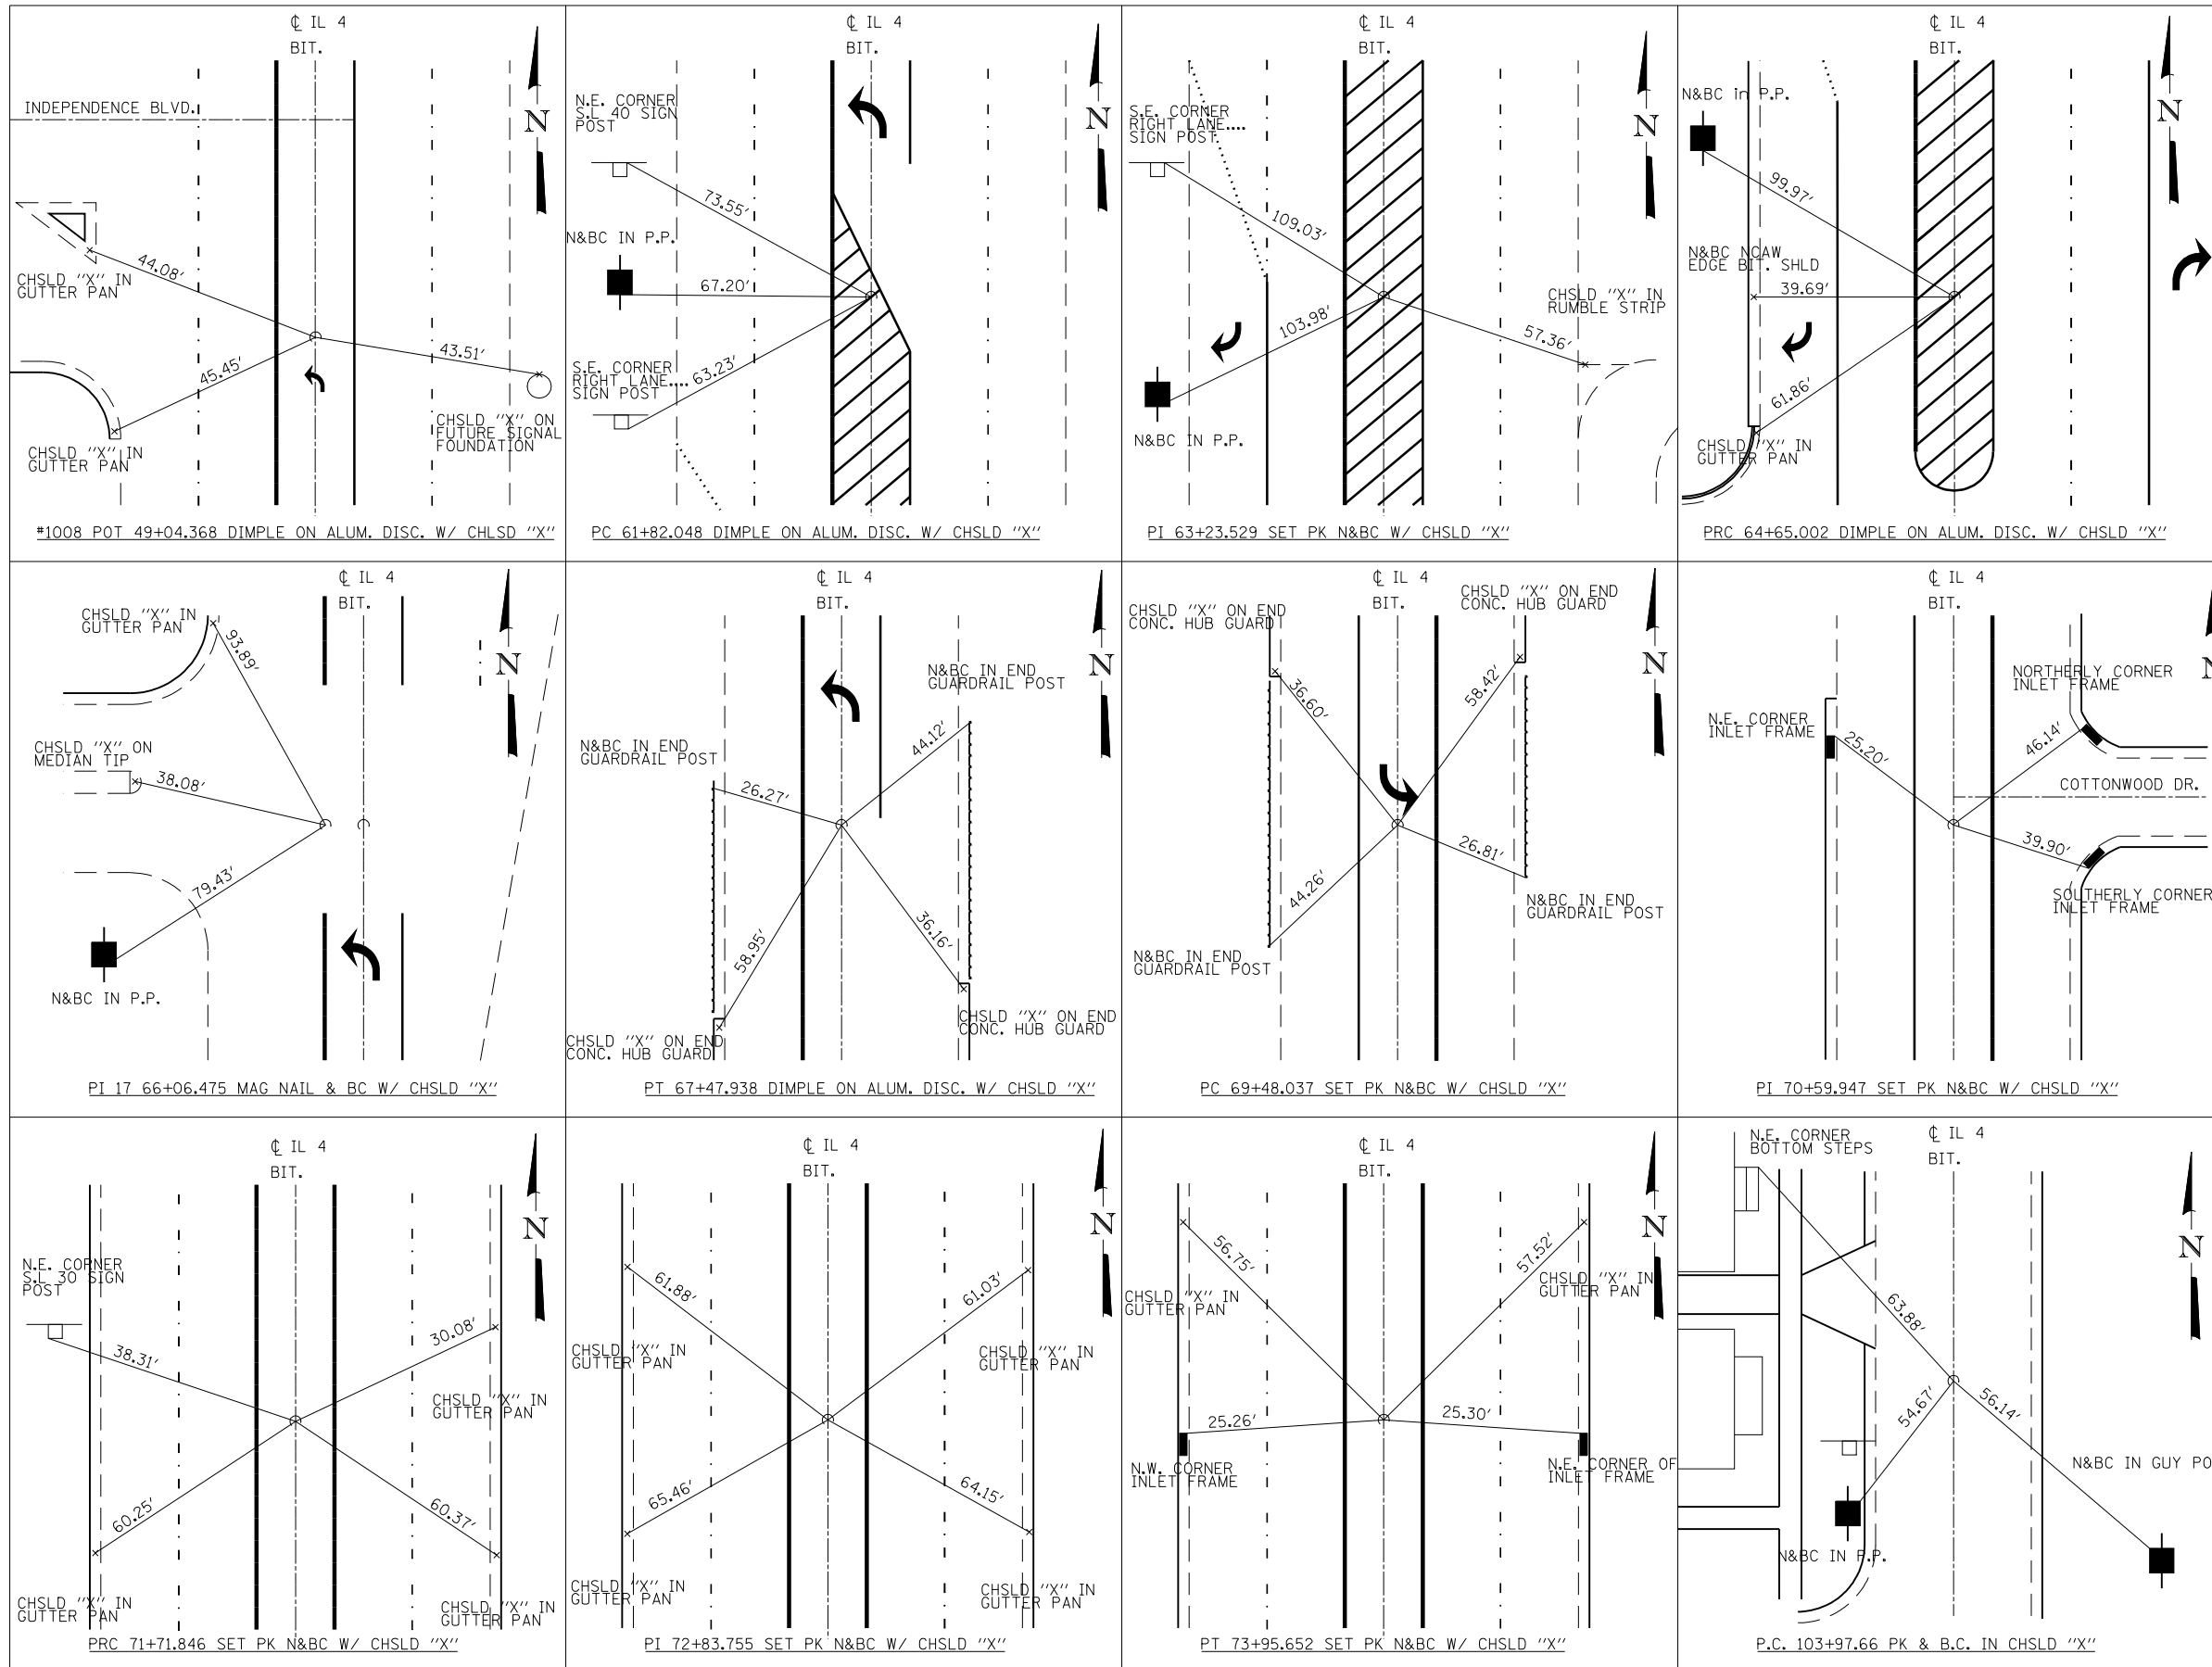 ℄ IL 4
BIT.
INDEPENDENCE BLVD.
N
44.08'
CHSLD "X" IN
GUTTER PAN
45.45'
43.51'
CHSLD "X" ON
FUTURE SIGNAL
FOUNDATION
CHSLD "X" IN
GUTTER PAN
#1008 POT 49+04.368 DIMPLE ON ALUM. DISC. W/ CHLSD "X"
℄ IL 4
BIT.
N.E. CORNER
S.L 40 SIGN
POST
N
73.55'
N&BC IN P.P.
67.20'
S.E. CORNER
RIGHT LANE....
SIGN POST
63.23'
PC 61+82.048 DIMPLE ON ALUM. DISC. W/ CHSLD "X"
℄ IL 4
BIT.
S.E. CORNER
RIGHT LANE....
SIGN POST
N
109.03'
103.98'
CHSLD "X" IN
RUMBLE STRIP
57.36'
N&BC IN P.P.
PI 63+23.529 SET PK N&BC W/ CHSLD "X"
℄ IL 4
BIT.
N&BC in P.P.
N
99.97'
N&BC NCAW
EDGE BIT. SHLD
39.69'
61.86'
CHSLD "X" IN
GUTTER PAN
PRC 64+65.002 DIMPLE ON ALUM. DISC. W/ CHSLD "X"
℄ IL 4
BIT.
CHSLD "X" IN
GUTTER PAN
93.89'
N
CHSLD "X" ON
MEDIAN TIP
38.08'
79.43'
N&BC IN P.P.
PI 17 66+06.475 MAG NAIL & BC W/ CHSLD "X"
℄ IL 4
BIT.
N
N&BC IN END
GUARDRAIL POST
44.12'
N&BC IN END
GUARDRAIL POST
26.27'
58.95'
36.16'
CHSLD "X" ON END
CONC. HUB GUARD
CHSLD "X" ON END
CONC. HUB GUARD
PT 67+47.938 DIMPLE ON ALUM. DISC. W/ CHSLD "X"
℄ IL 4
BIT.
CHSLD "X" ON END
CONC. HUB GUARD
CHSLD "X" ON END
CONC. HUB GUARD
N
36.60'
58.42'
26.81'
44.26'
N&BC IN END
GUARDRAIL POST
N&BC IN END
GUARDRAIL POST
PC 69+48.037 SET PK N&BC W/ CHSLD "X"
℄ IL 4
BIT.
NORTHERLY CORNER
INLET FRAME
N.E. CORNER
INLET FRAME
25.20'
46.14'
COTTONWOOD DR.
39.90'
SOUTHERLY CORNER
INLET FRAME
PI 70+59.947 SET PK N&BC W/ CHSLD "X"
℄ IL 4
BIT.
N
N.E. CORNER
S.L 30 SIGN
POST
38.31'
30.08'
CHSLD "X" IN
GUTTER PAN
60.25'
60.37'
CHSLD "X" IN
GUTTER PAN
CHSLD "X" IN
GUTTER PAN
PRC 71+71.846 SET PK N&BC W/ CHSLD "X"
℄ IL 4
BIT.
N
61.88'
61.03'
CHSLD "X" IN
GUTTER PAN
CHSLD "X" IN
GUTTER PAN
65.46'
64.15'
CHSLD "X" IN
GUTTER PAN
CHSLD "X" IN
GUTTER PAN
PI 72+83.755 SET PK N&BC W/ CHSLD "X"
℄ IL 4
BIT.
N
56.75'
57.52'
CHSLD "X" IN
GUTTER PAN
CHSLD "X" IN
GUTTER PAN
25.26'
25.30'
N.W. CORNER
INLET FRAME
N.E. CORNER OF
INLET FRAME
PT 73+95.652 SET PK N&BC W/ CHSLD "X"
N.E. CORNER
BOTTOM STEPS
℄ IL 4
BIT.
N
63.88'
54.67'
56.14'
N&BC IN GUY PO
N&BC IN P.P.
P.C. 103+97.66 PK & B.C. IN CHSLD "X"